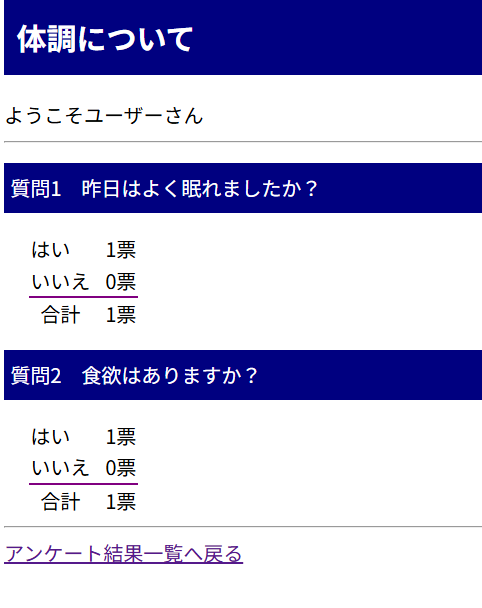 体調について
ようこそユーザーさん
質問1　昨日はよく眠れましたか？
はい 1票
いいえ 0票
合計 1票
質問2　食欲はありますか？
はい 1票
いいえ 0票
合計 1票
アンケート結果一覧へ戻る